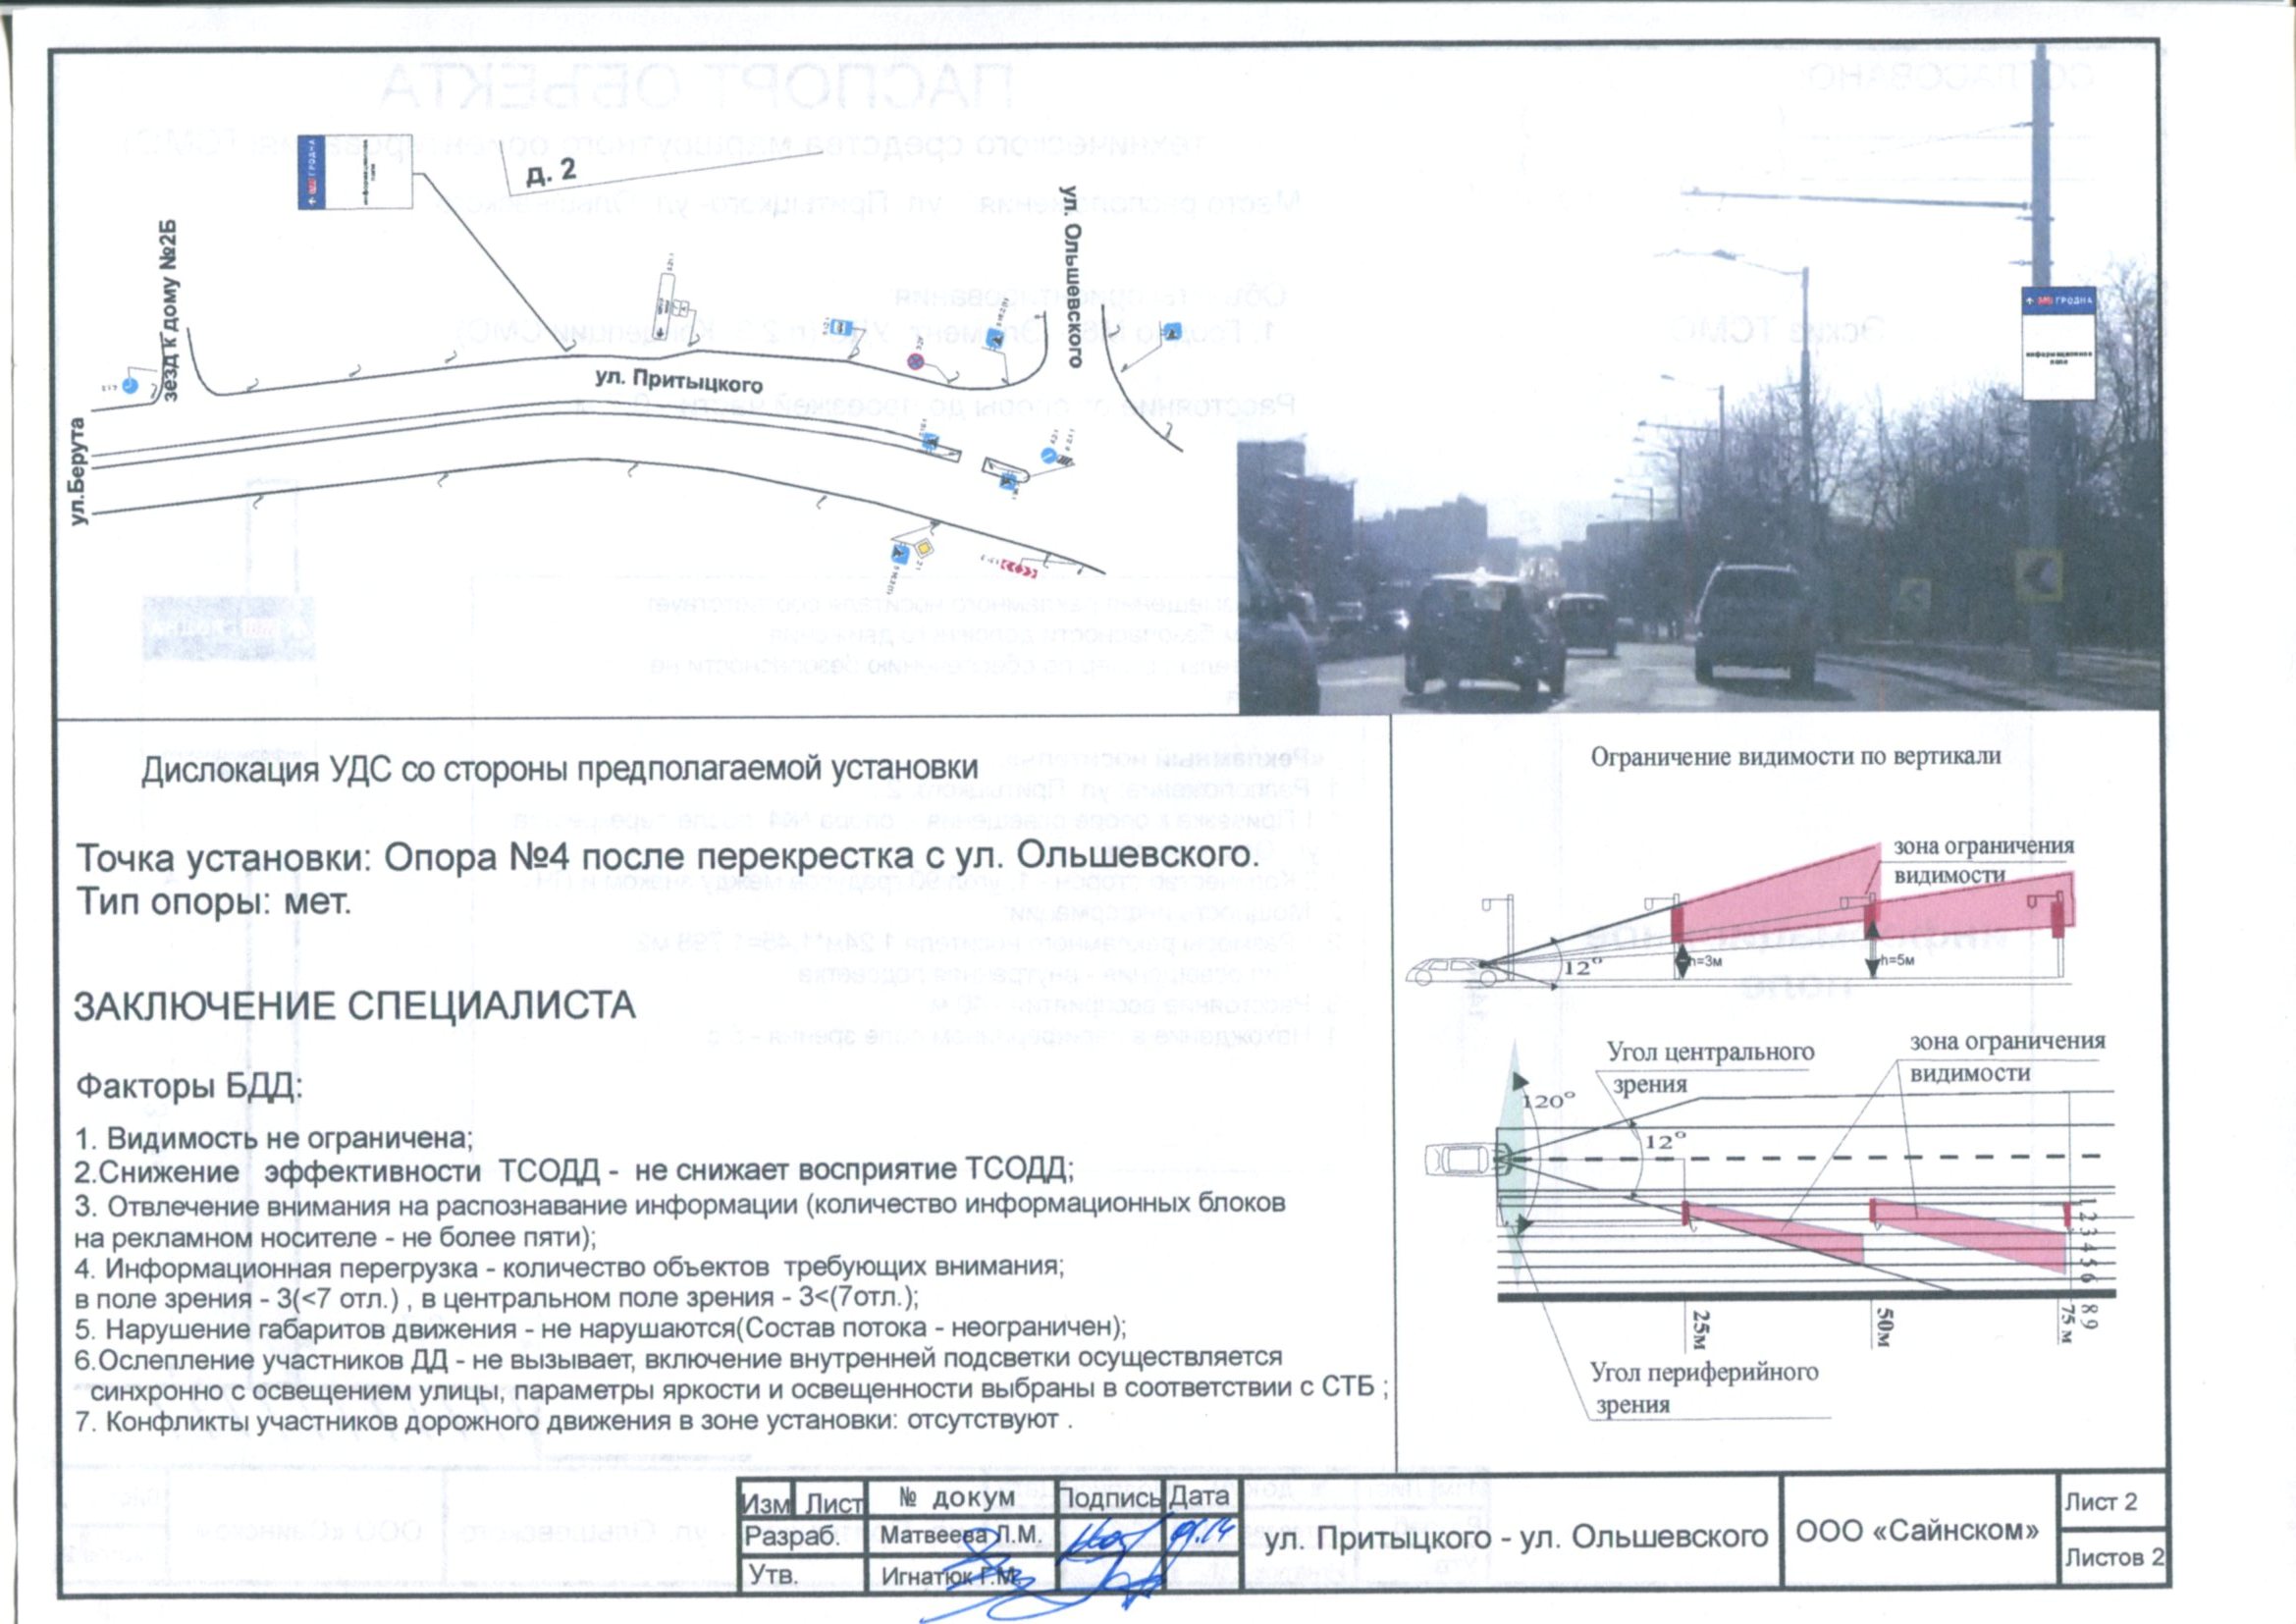 ГРОДНА
д. 2
зезд к дому №2Б
ул. Ольшевского
ул. Притыцкого
ул.Берута
ГРОДНА
информационное
поле
Дислокация УДС со стороны предполагаемой установки
Точка установки: Опора №4 после перекрестка с ул. Ольшевского.
Тип опоры: мет.
ЗАКЛЮЧЕНИЕ СПЕЦИАЛИСТА
Факторы БДД:
1. Видимость не ограничена;
2.Снижение эффективности ТСОДД - не снижает восприятие ТСОДД;
3. Отвлечение внимания на распознавание информации (количество информационных блоков
на рекламном носителе - не более пяти);
4. Информационная перегрузка - количество объектов требующих внимания;
в поле зрения - 3(<7 отл.) , в центральном поле зрения - 3<(7отл.);
5. Нарушение габаритов движения - не нарушаются(Состав потока - неограничен);
6.Ослепление участников ДД - не вызывает, включение внутренней подсветки осуществляется
синхронно с освещением улицы, параметры яркости и освещенности выбраны в соответствии с СТБ ;
7. Конфликты участников дорожного движения в зоне установки: отсутствуют .
Ограничение видимости по вертикали
зона ограничения
видимости
12°
h=3м
h=5м
Угол центрального
зрения
зона ограничения
видимости
120°
12°
1 2 3 4 5 6
8 9
25м
50м
75 м
Угол периферийного
зрения
Изм Лист № докум Подпись Дата
Разраб. Матвеева Л.М.
Утв. Игнатюк Г.М.
ул. Притыцкого - ул. Ольшевского
ООО «Сайнском»
Лист 2
Листов 2